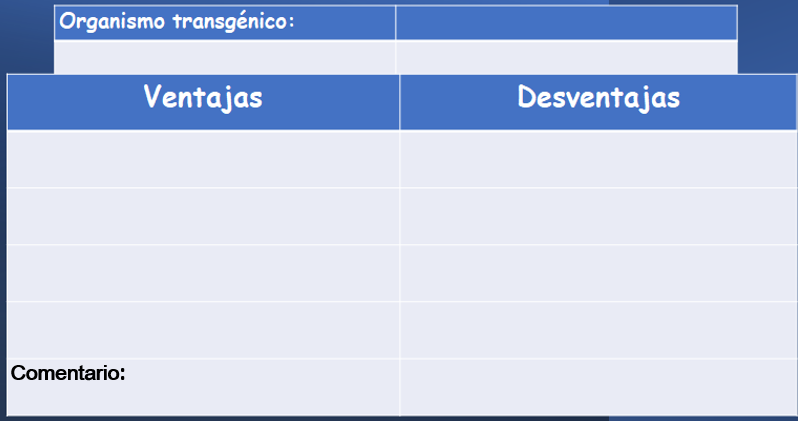 Organismo transgénico:
Ventajas Desventajas
Comentario: